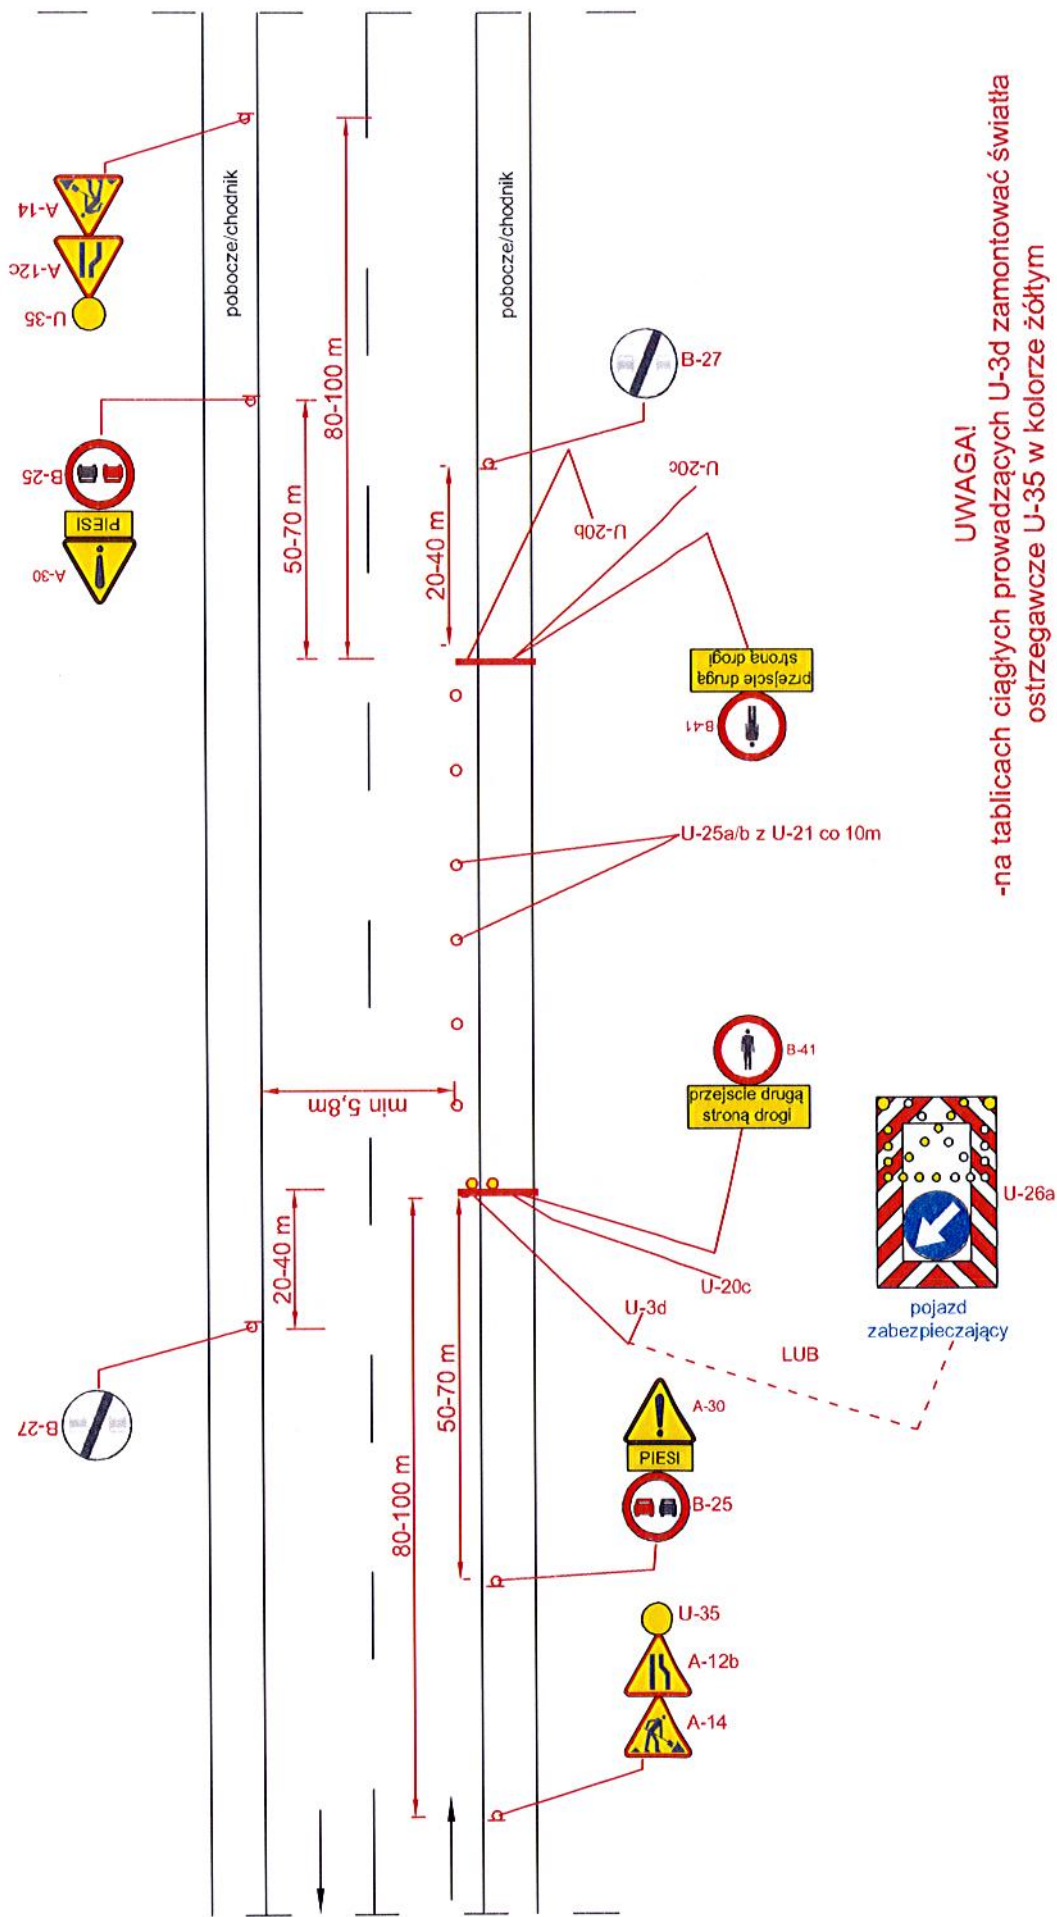 A-14
A-12c
U-35
pobocze/chodnik
pobocze/chodnik
80-100 m
B-25
PIESI
A-30
50-70 m
B-27
20-40 m
U-20c
U-20b
przejscie drugą
stroną drogi
B-41
U-25a/b z U-21 co 10m
B-41
przejscie drugą
stroną drogi
min 5,8m
U-26a
pojazd
zabezpieczający
U-20c
U-3d
LUB
20-40 m
B-27
50-70 m
80-100 m
A-30
PIESI
B-25
U-35
A-12b
A-14
UWAGA!
-na tablicach ciągłych prowadzących U-3d zamontować światła
ostrzegawcze U-35 w kolorze żółtym